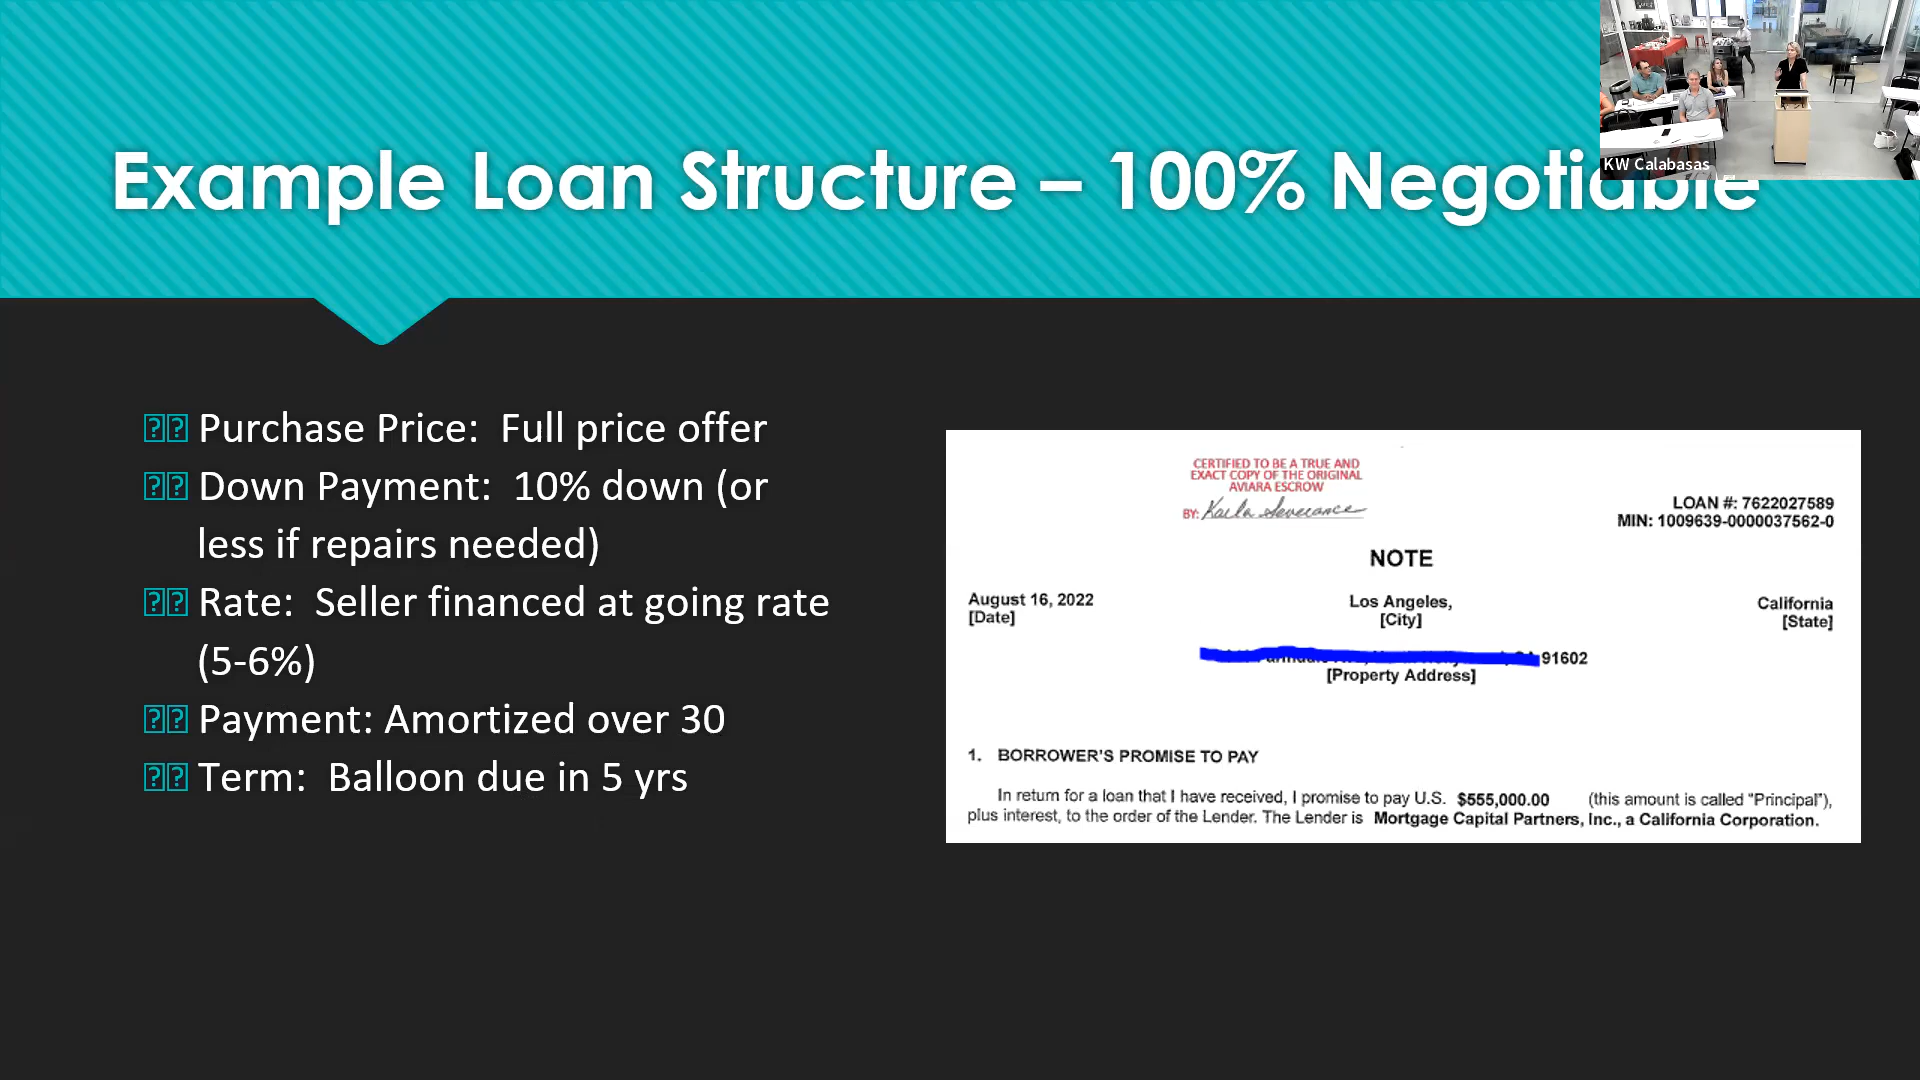 KW Calabasas
Example Loan Structure – 100% Negotiable
Purchase Price: Full price offer
Down Payment: 10% down (or
less if repairs needed)
Rate: Seller financed at going rate
(5-6%)
Payment: Amortized over 30
Term: Balloon due in 5 yrs
CERTIFIED TO BE A TRUE AND
EXACT COPY OF THE ORIGINAL
AVIARA ESCROW
BY: Karla Severance
LOAN #: 7622027589
MIN: 1009639-0000037562-0
NOTE
August 16, 2022 Los Angeles, California
[Date] [City] [State]
91602
[Property Address]
1. BORROWER'S PROMISE TO PAY
In return for a loan that I have received, I promise to pay U.S. $555,000.00 (this amount is called "Principal"),
plus interest, to the order of the Lender. The Lender is Mortgage Capital Partners, Inc., a California Corporation.